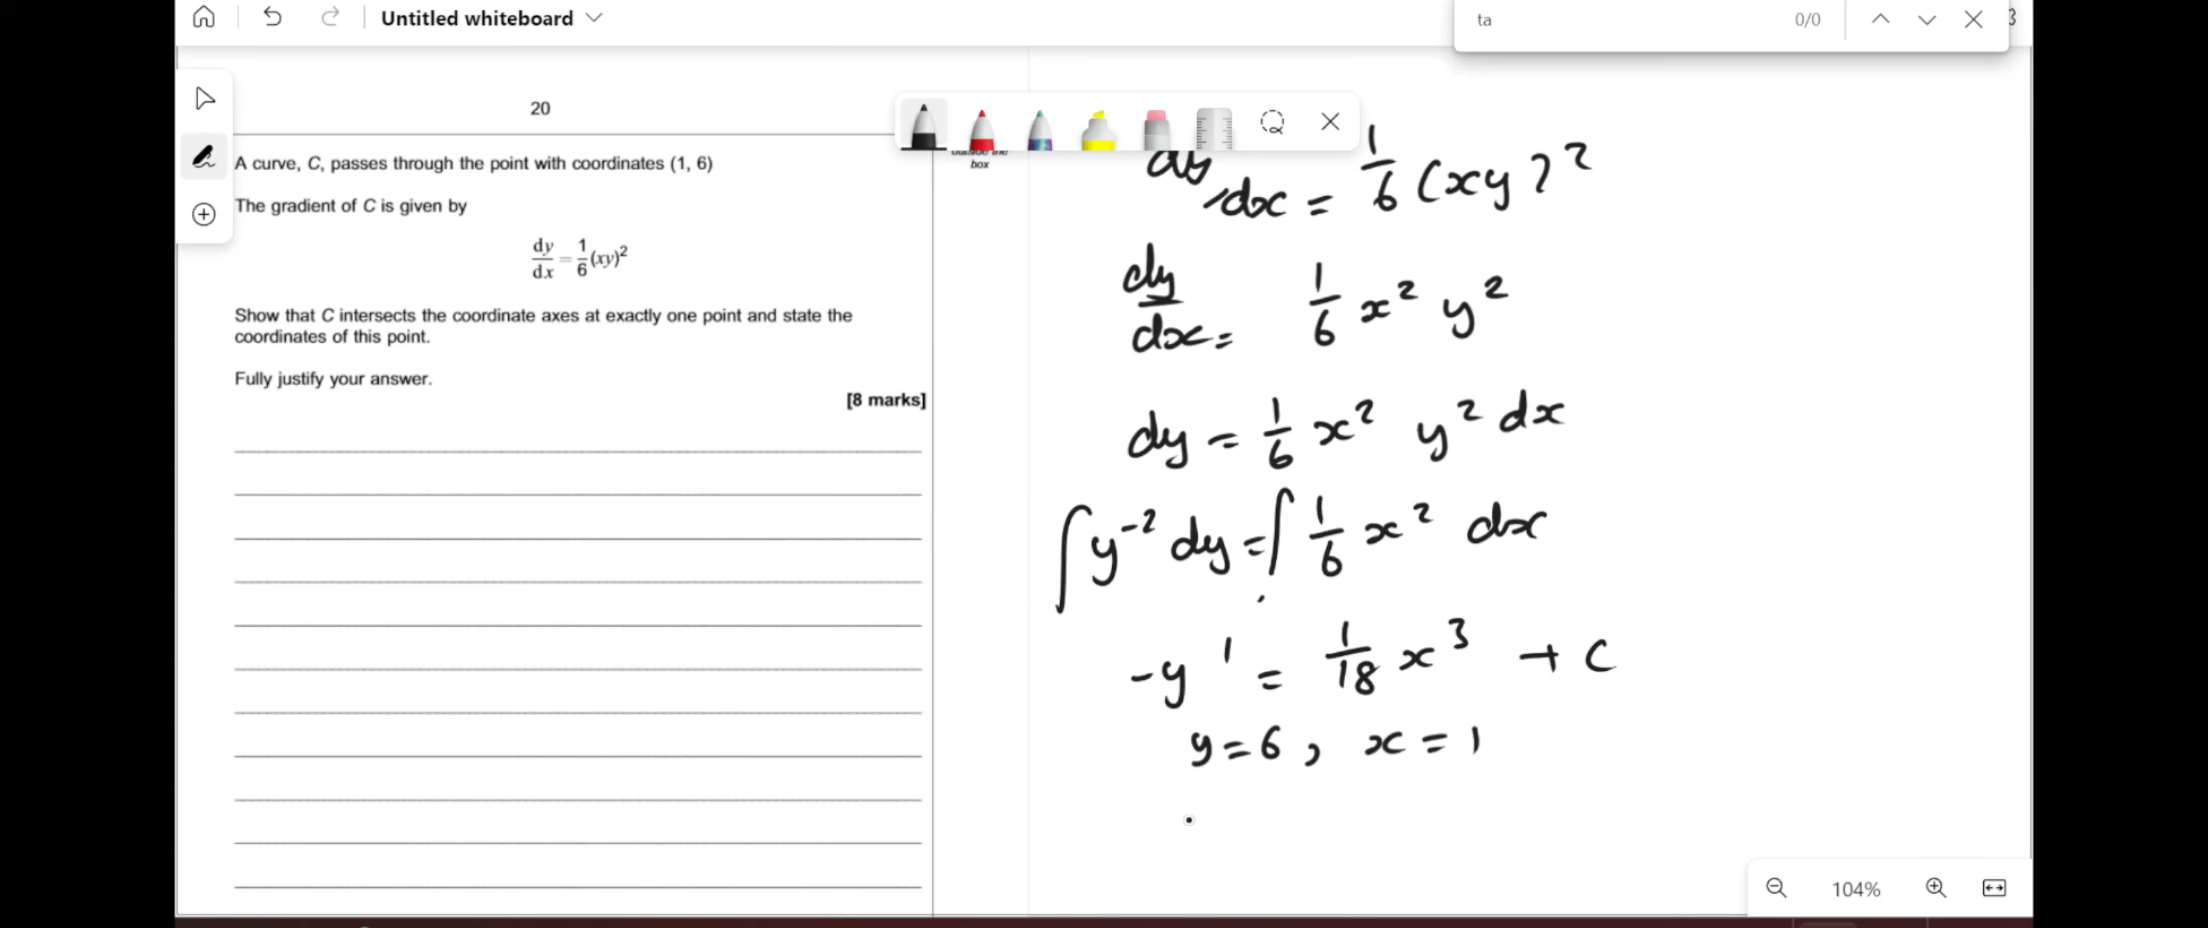 Untitled whiteboard
ta
0/0
20
A curve, C, passes through the point with coordinates (1, 6)
The gradient of C is given by
dy/dx = 1/6 (xy)²
Show that C intersects the coordinate axes at exactly one point and state the
coordinates of this point.
Fully justify your answer.
[8 marks]
box
dy/dx = 1/6 (xy)²
dy/dx = 1/6 x² y²
dy = 1/6 x² y² dx
∫ y⁻² dy = ∫ 1/6 x² dx
-y ¹ = 1/18 x³ + c
y = 6 , x = 1
104%